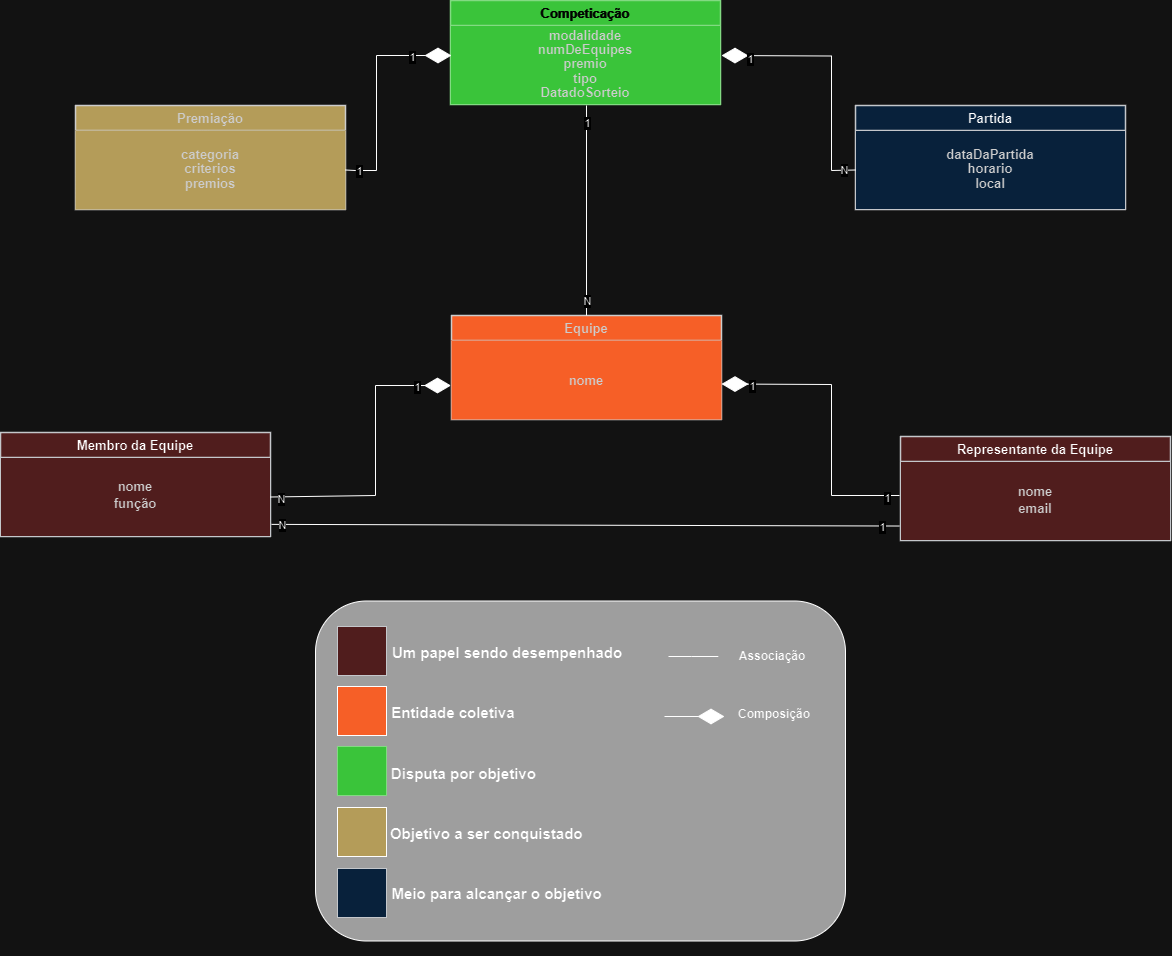 Competicação
modalidade
numDeEquipes
premio
tipo
DatadoSorteio
1
1
Premiação
categoria
criterios
premios
1
1
Partida
dataDaPartida
horario
local
N
N
Equipe
nome
1
1
Membro da Equipe
nome
função
N
N
Representante da Equipe
nome
email
1
1
Um papel sendo desempenhado
Entidade coletiva
Disputa por objetivo
Objetivo a ser conquistado
Meio para alcançar o objetivo
Associação
Composição